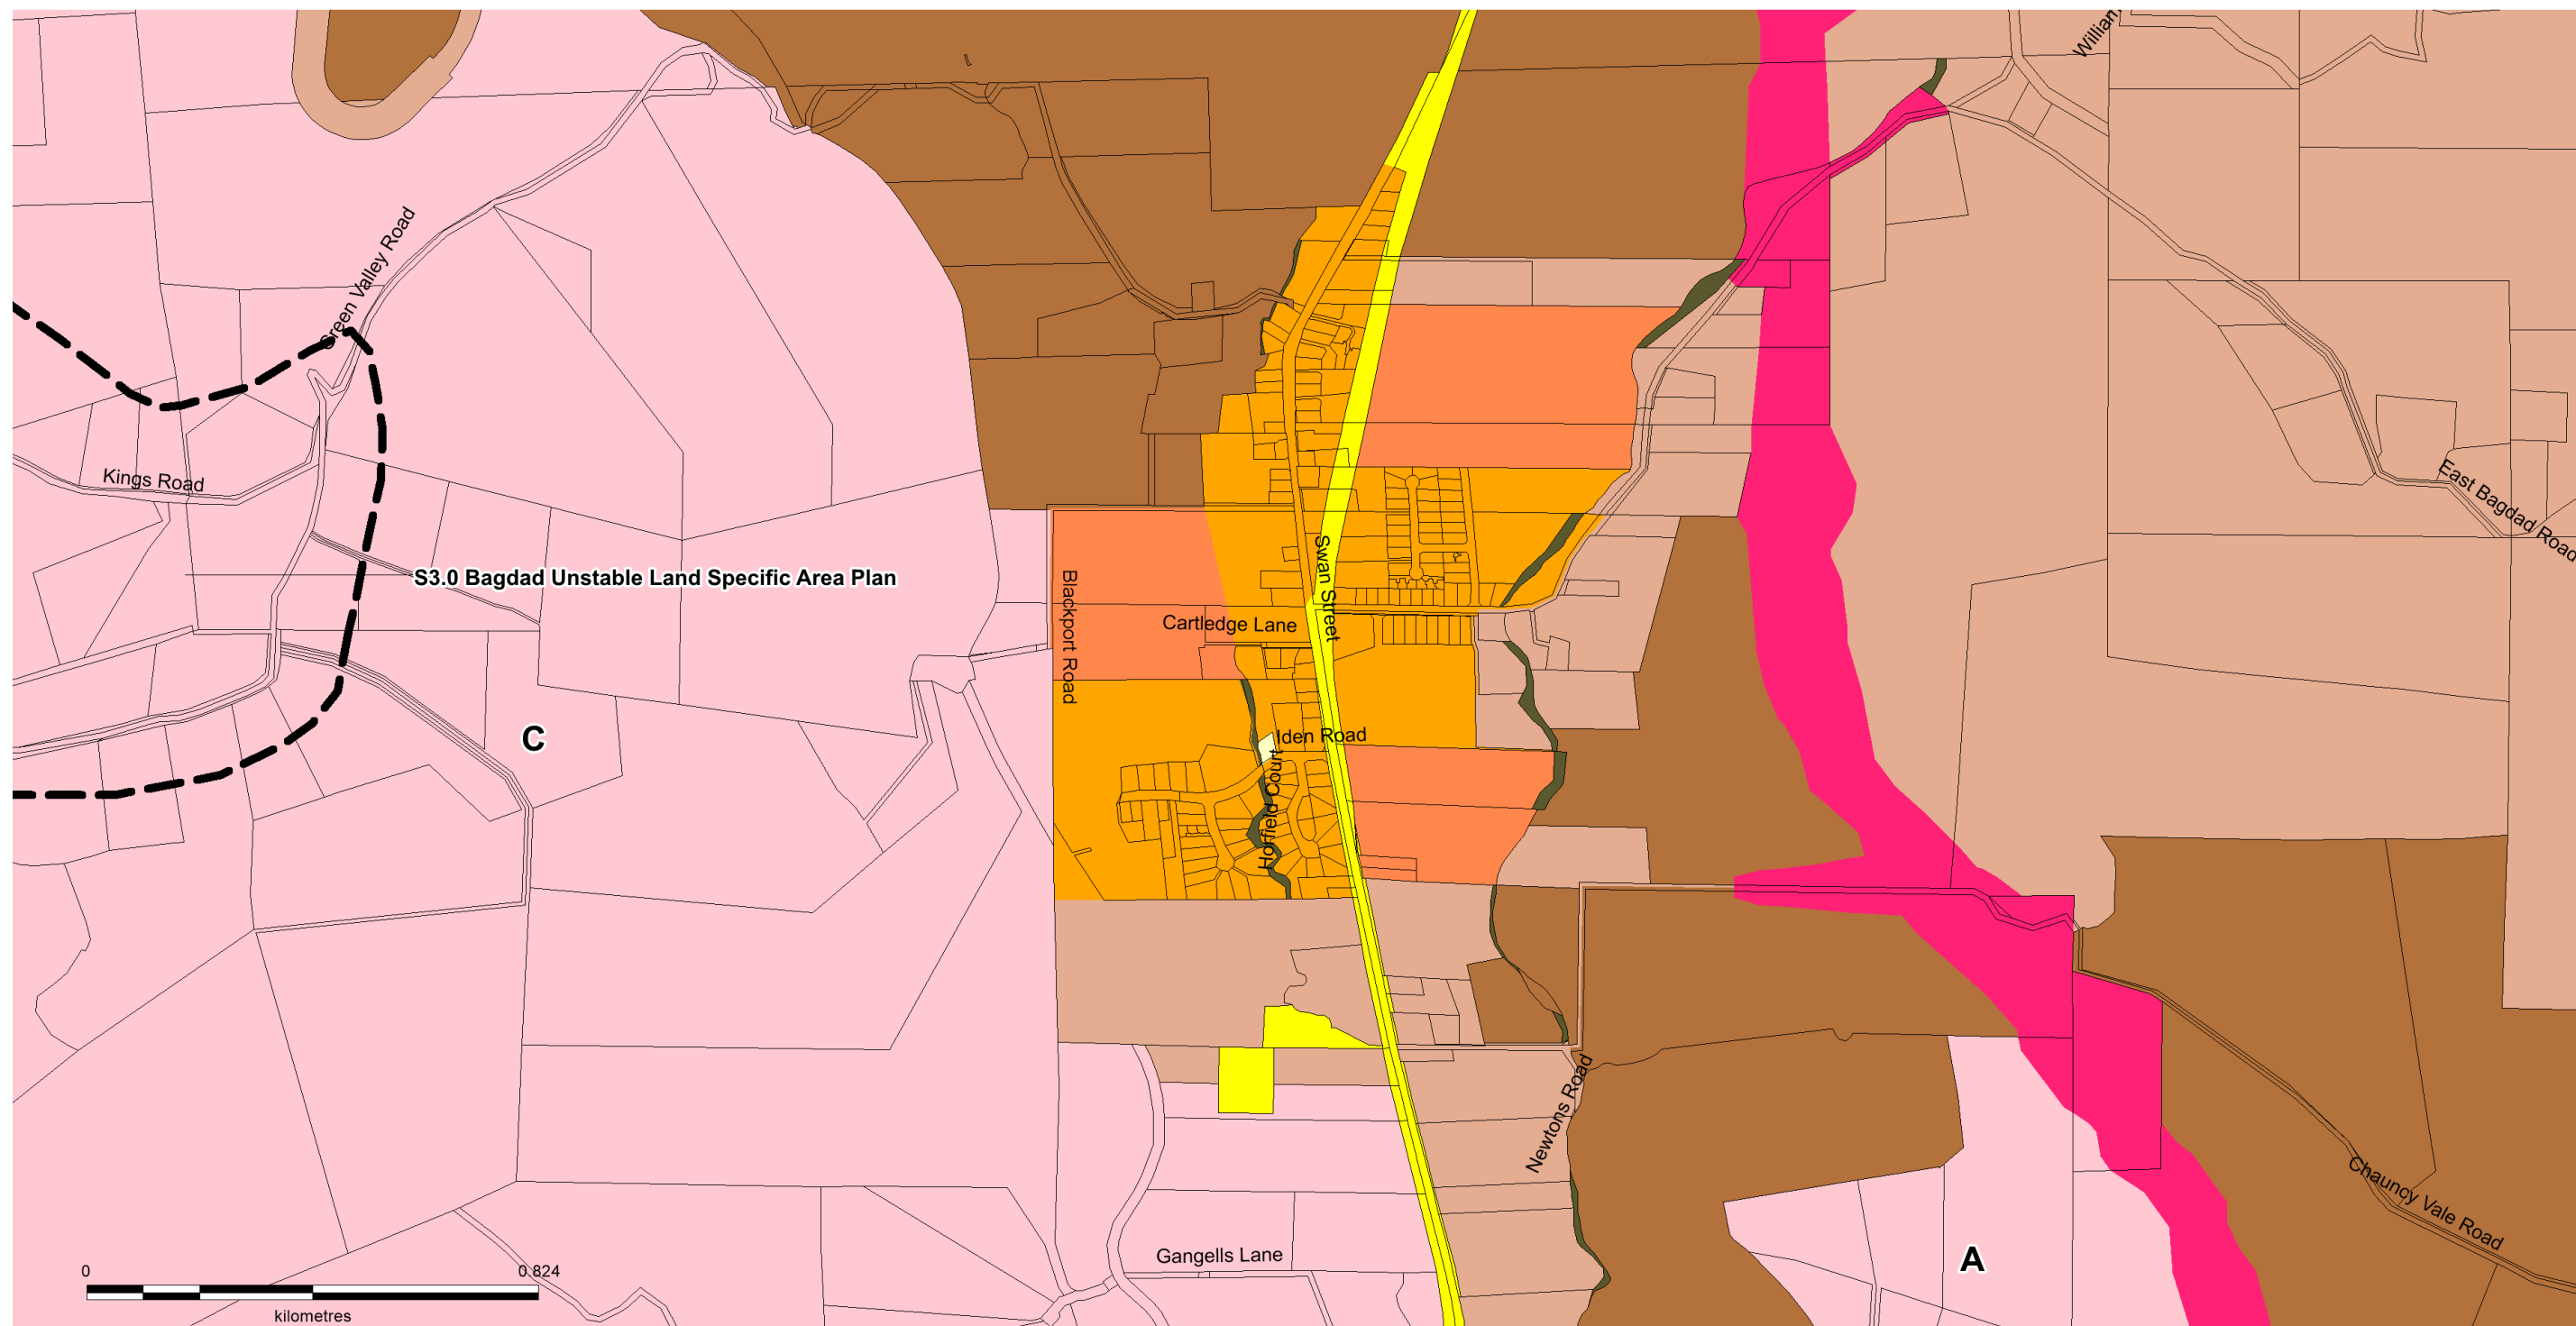 William
Green Valley Road
Kings Road
East Bagdad Road
S3.0 Bagdad Unstable Land Specific Area Plan
Swan Street
Blackport Road
Cartledge Lane
C
Iden Road
Horfield Court
Newtons Road
Chauncy Vale Road
Gangells Lane
A
0 0.824
kilometres